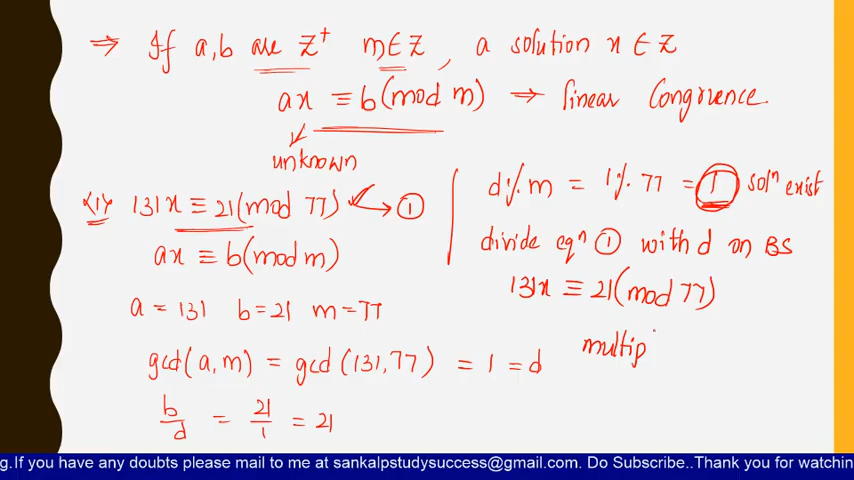 ⇒ If a,b are Z⁺ m∈Z, a solution x∈Z
ax ≡ b(mod m) ⇒ linear Congruence.
unknown
131x ≡ 21(mod 77) → ①
ax ≡ b(mod m)
a = 131 b = 21 m = 77
gcd(a,m) = gcd(131,77) = 1 = d
b/d = 21/1 = 21
d%m = 1%77 = 1 solⁿ exist
divide eqⁿ ① with d on BS
131x ≡ 21(mod 77)
multip
g.If you have any doubts please mail to me at sankalpstudysuccess@gmail.com. Do Subscribe..Thank you for watchin